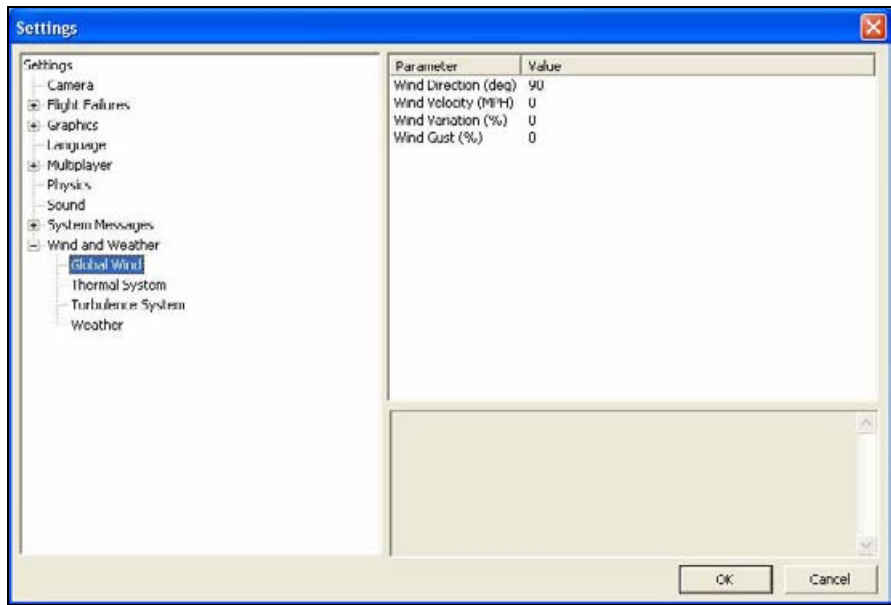 Settings
Settings
Camera
Flight Failures
Graphics
Language
Multiplayer
Physics
Sound
System Messages
Wind and Weather
Global Wind
Thermal System
Turbulence System
Weather
Parameter Value
Wind Direction (deg) 90
Wind Velocity (MPH) 0
Wind Variation (%) 0
Wind Gust (%) 0
OK Cancel